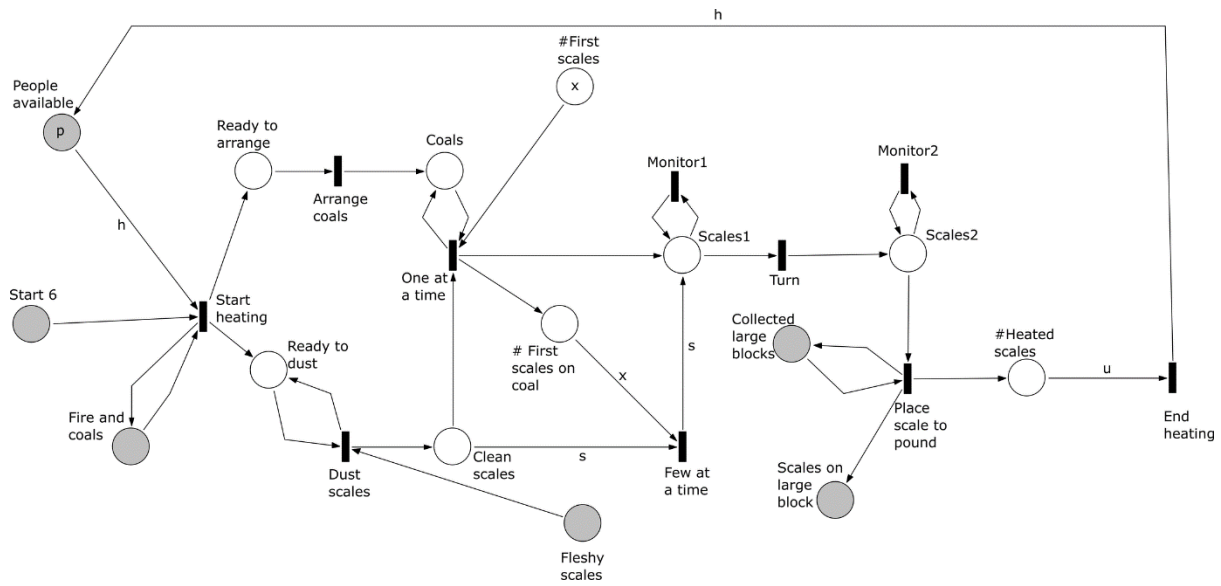 h
#First
scales
x
People
available
p
Ready to
arrange
Coals
Monitor1
Monitor2
Arrange
coals
h
Scales1
Scales2
One at
a time
Turn
Start 6
Start
heating
Collected
large
blocks
#Heated
scales
Ready to
dust
# First
scales on
coal
s
x
u
Fire and
coals
Place
scale to
pound
End
heating
Clean
scales
s
Dust
scales
Few at
a time
Scales on
large
block
Fleshy
scales